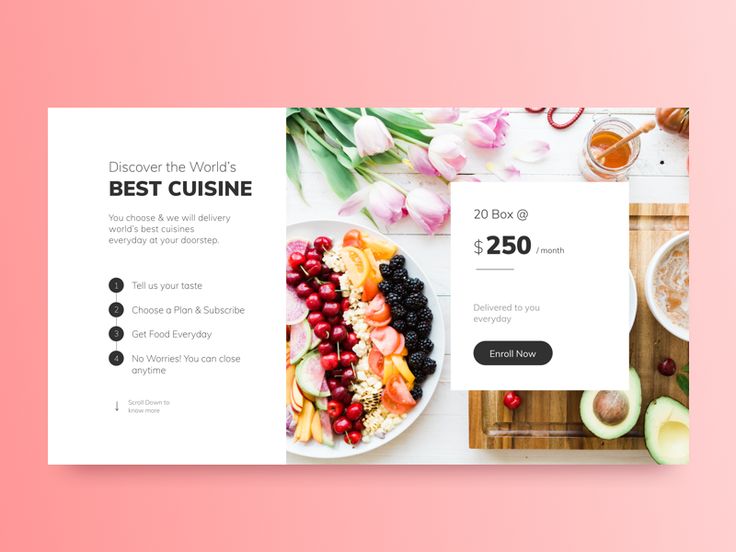 Discover the World's
BEST CUISINE
You choose & we will delivery
world's best cuisines
everyday at your doorstep.
1 Tell us your taste
2 Choose a Plan & Subscribe
3 Get Food Everyday
4 No Worries! You can close
anytime
↓ Scroll Down to
know more
20 Box @
$250 / month
Delivered to you
everyday
Enroll Now